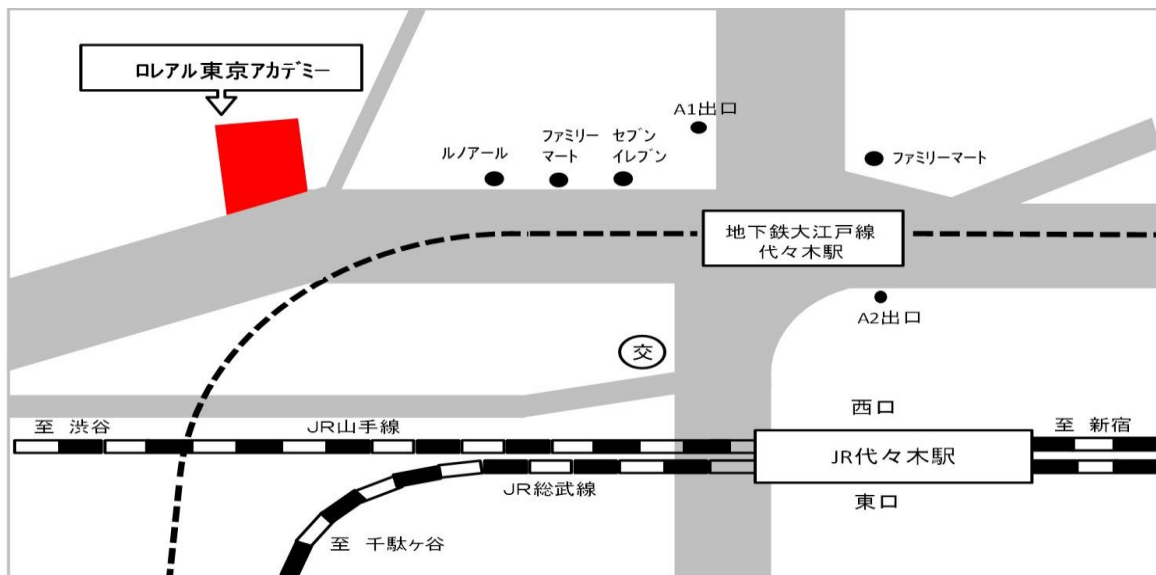 ロレアル東京アカデミー
A1出口
ルノアール
ファミリー
マート
セブン
イレブン
ファミリーマート
地下鉄大江戸線
代々木駅
A2出口
交
西口
至 渋谷
JR山手線
至 新宿
JR代々木駅
JR総武線
東口
至 千駄ヶ谷